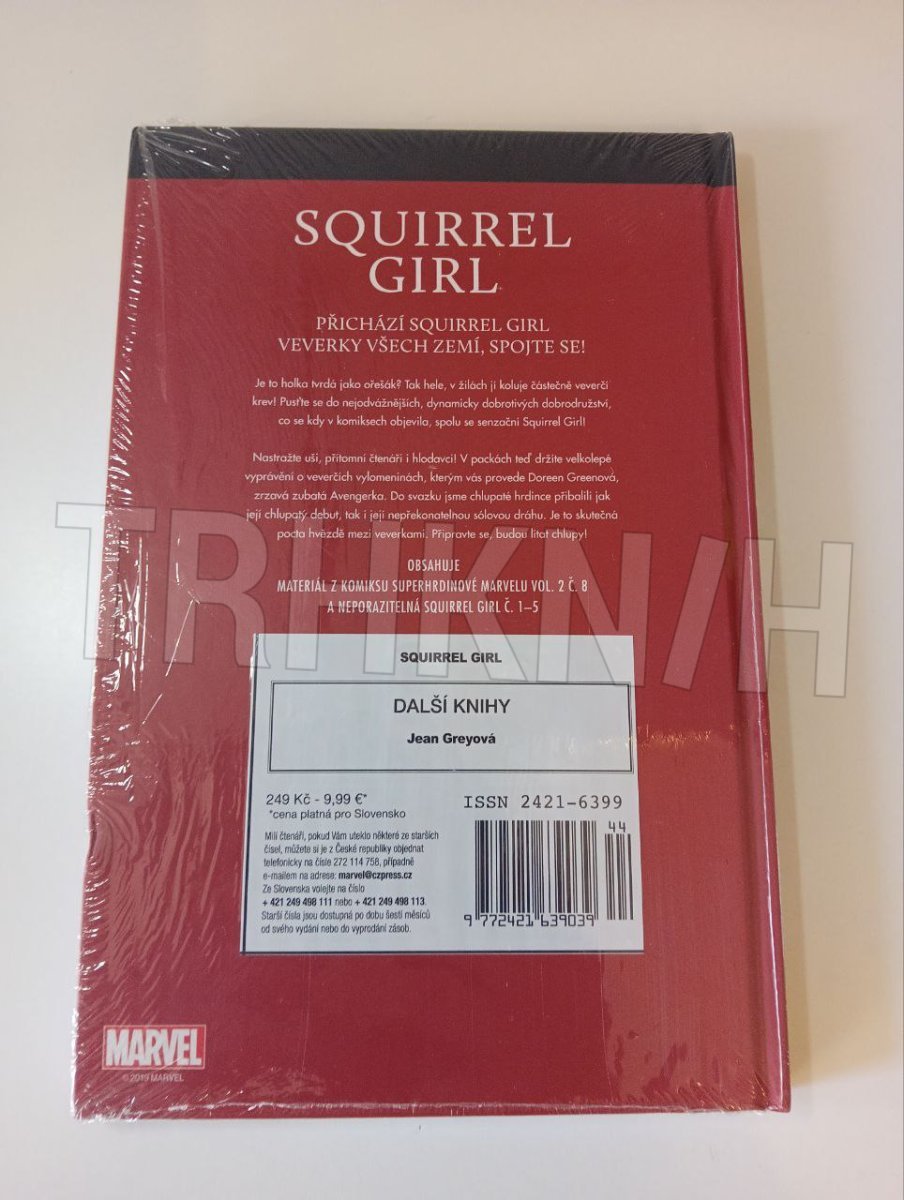 SQUIRREL
GIRL
PŘICHÁZÍ SQUIRREL GIRL
VEVERKY VŠECH ZEMÍ, SPOJTE SE!
Je to holka tvrdá jako ořešák? Tak hele, v žilách jí koluje částečně veverčí
krev! Pusťte se do nejodvážnějších, dynamicky dobrotivých dobrodružství,
co se kdy v komiksech objevila, spolu se senzační Squirrel Girl!
Nastražte uši, přítomní čtenáři i hlodavci! V packách teď držíte velkolepé
vyprávění o veverčích vylomeninách, kterým vás provede Doreen Greenová,
zrzavá zubatá Avengerka. Do svazku jsme chlupaté hrdince přibalili jak
její chlupatý debut, tak i její nepřekonatelnou sólovou dráhu. Je to skutečná
pocta hvězdě mezi veverkami. Připravte se, budou lítat chlupy!
OBSAHUJE
MATERIÁL Z KOMIKSU SUPERHRDINOVÉ MARVELU VOL. 2 Č. 8
A NEPORAZITELNÁ SQUIRREL GIRL Č. 1–5
TRHKNIH
SQUIRREL GIRL
DALŠÍ KNIHY
Jean Greyová
249 Kč - 9,99 €*
*cena platná pro Slovensko
Milí čtenáři, pokud Vám uteklo některé ze starších
čísel, můžete si je z České republiky objednat
telefonicky na čísle 272 114 758, případně
e-mailem na adrese: marvel@czpress.cz
Ze Slovenska volejte na číslo
+ 421 249 498 111 nebo + 421 249 498 113.
Starší čísla jsou dostupná po dobu šesti měsíců
od svého vydání nebo do vyprodání zásob.
ISSN 2421-6399
44
9 772421 639039
MARVEL
© 2019 MARVEL